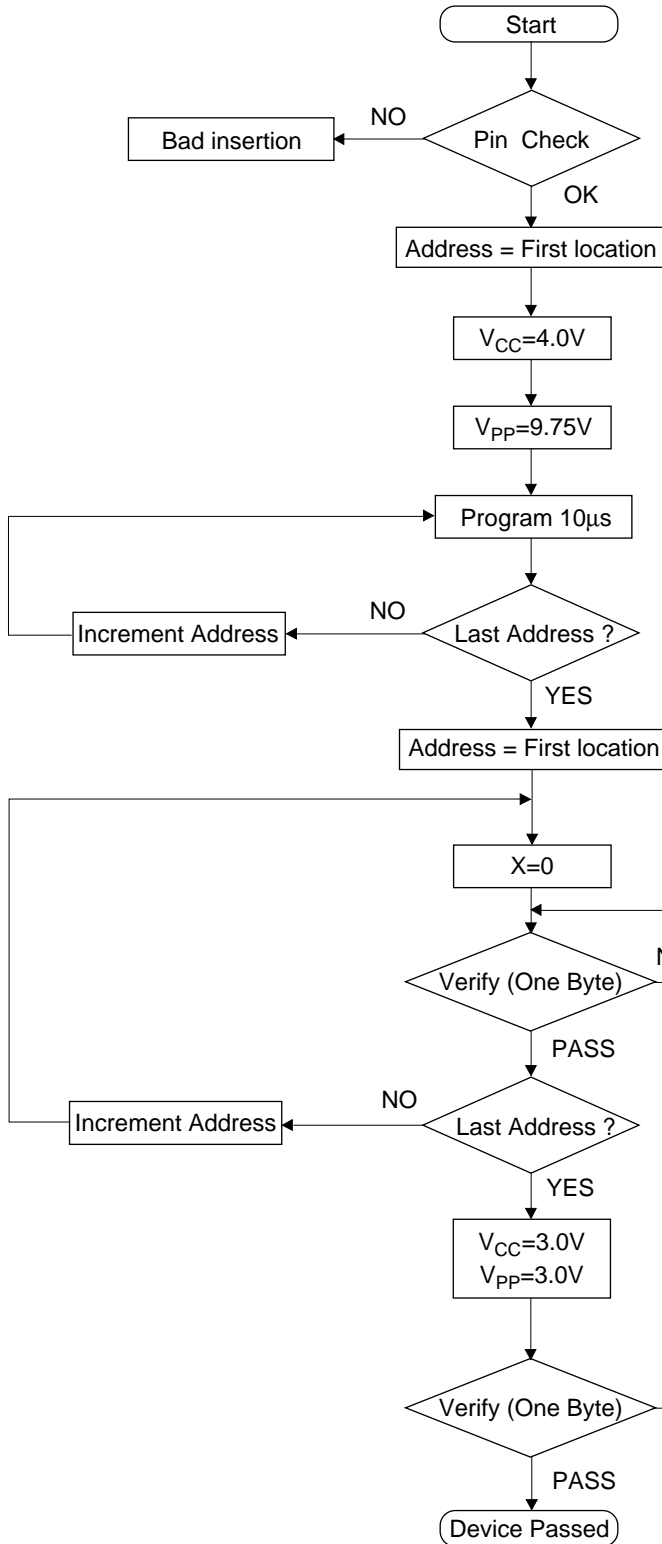 Start
NO
Pin Check
Bad insertion
OK
Address = First location
VCC=4.0V
VPP=9.75V
Program 10μs
NO
Last Address ?
Increment Address
YES
Address = First location
X=0
Verify (One Byte)
PASS
NO
Last Address ?
Increment Address
YES
VCC=3.0V
VPP=3.0V
Verify (One Byte)
PASS
Device Passed